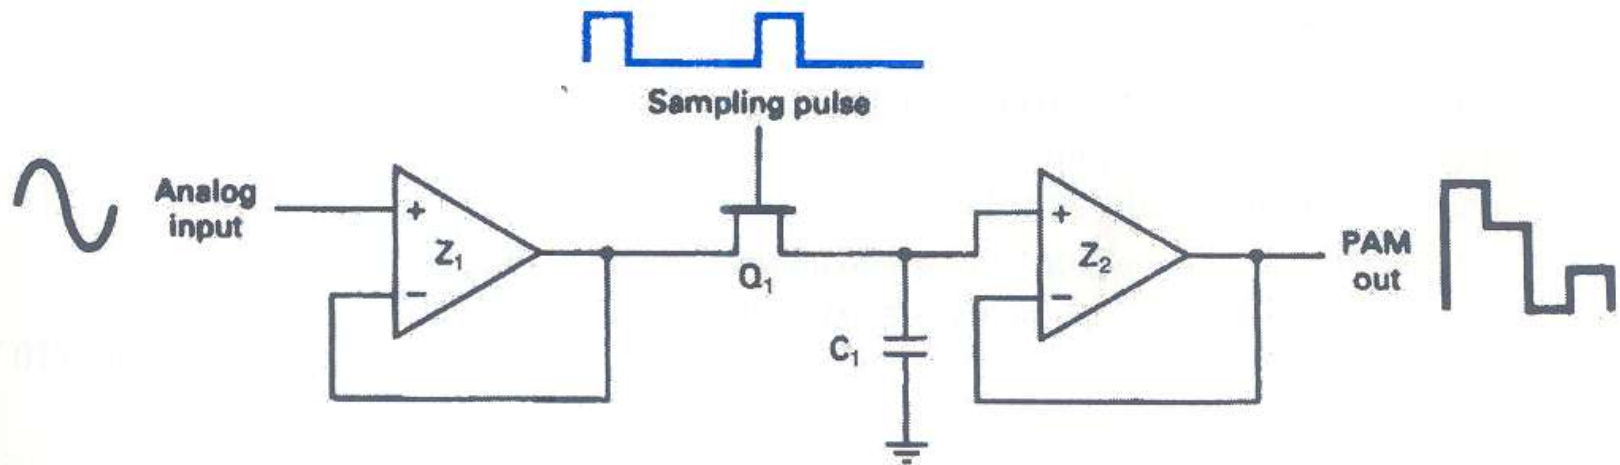 Sampling pulse
Analog
input
+
Z₁
−
Q₁
C₁
+
Z₂
−
PAM
out